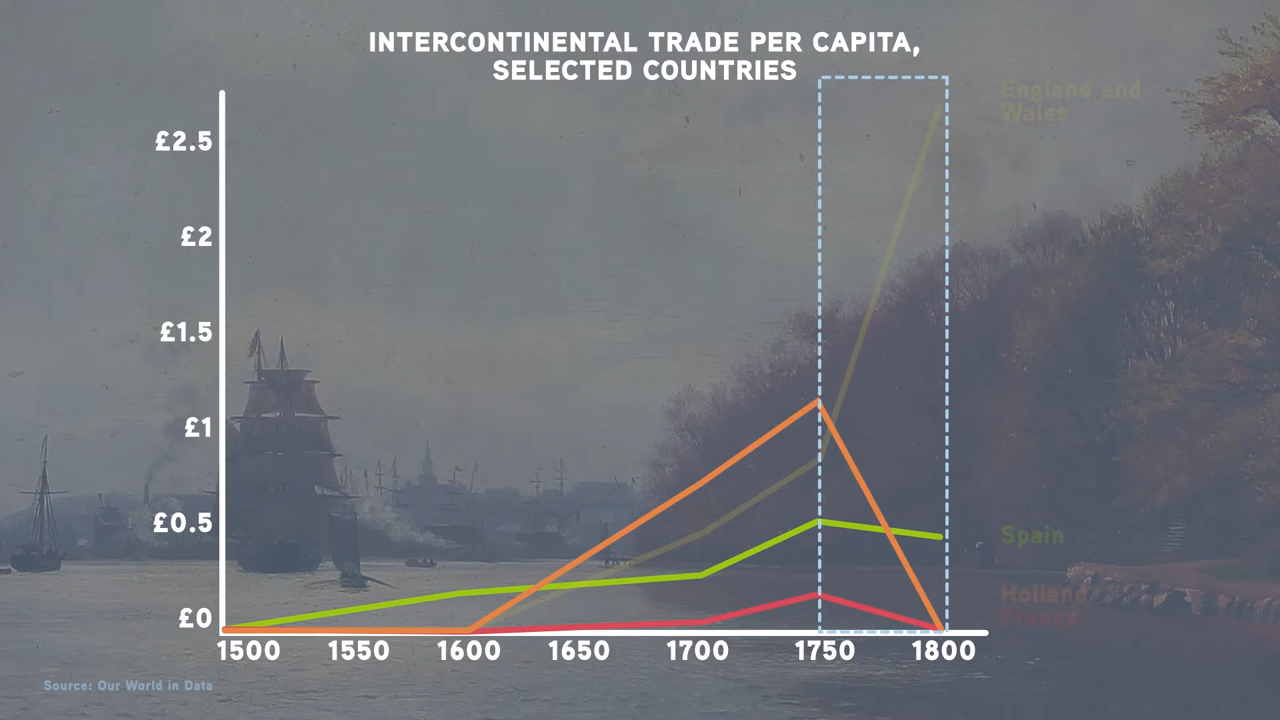 INTERCONTINENTAL TRADE PER CAPITA,
SELECTED COUNTRIES
England and
Wales
£2.5
£2
£1.5
£1
£0.5
Spain
Holland
France
£0
1500 1550 1600 1650 1700 1750 1800
Source: Our World in Data